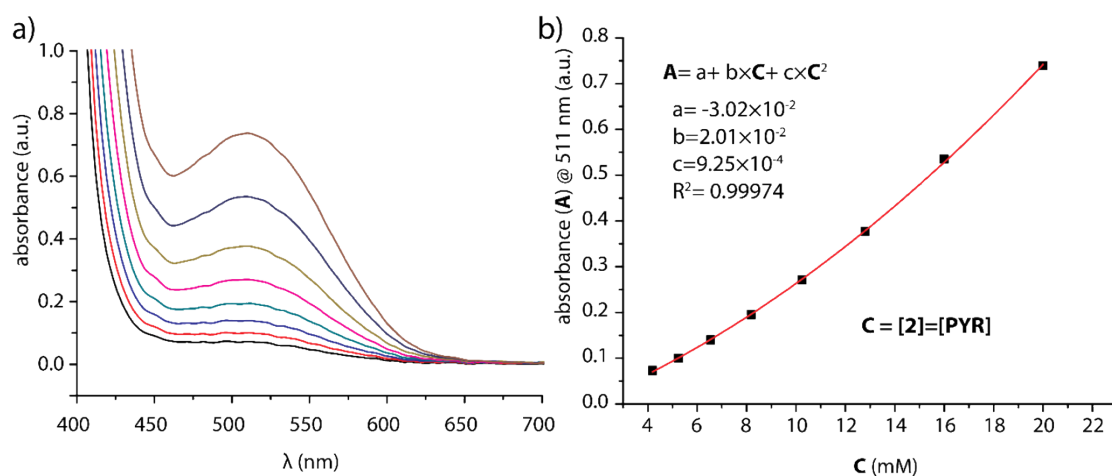 a)
1.0
0.8
0.6
0.4
0.2
0.0
absorbance (a.u.)
400 450 500 550 600 650 700
λ (nm)
b)
0.8
0.7
0.6
0.5
0.4
0.3
0.2
0.1
0.0
absorbance (A) @ 511 nm (a.u.)
A= a+ b×C+ c×C²
a= -3.02×10⁻²
b=2.01×10⁻²
c=9.25×10⁻⁴
R²= 0.99974
C = [2]=[PYR]
4 6 8 10 12 14 16 18 20 22
C (mM)